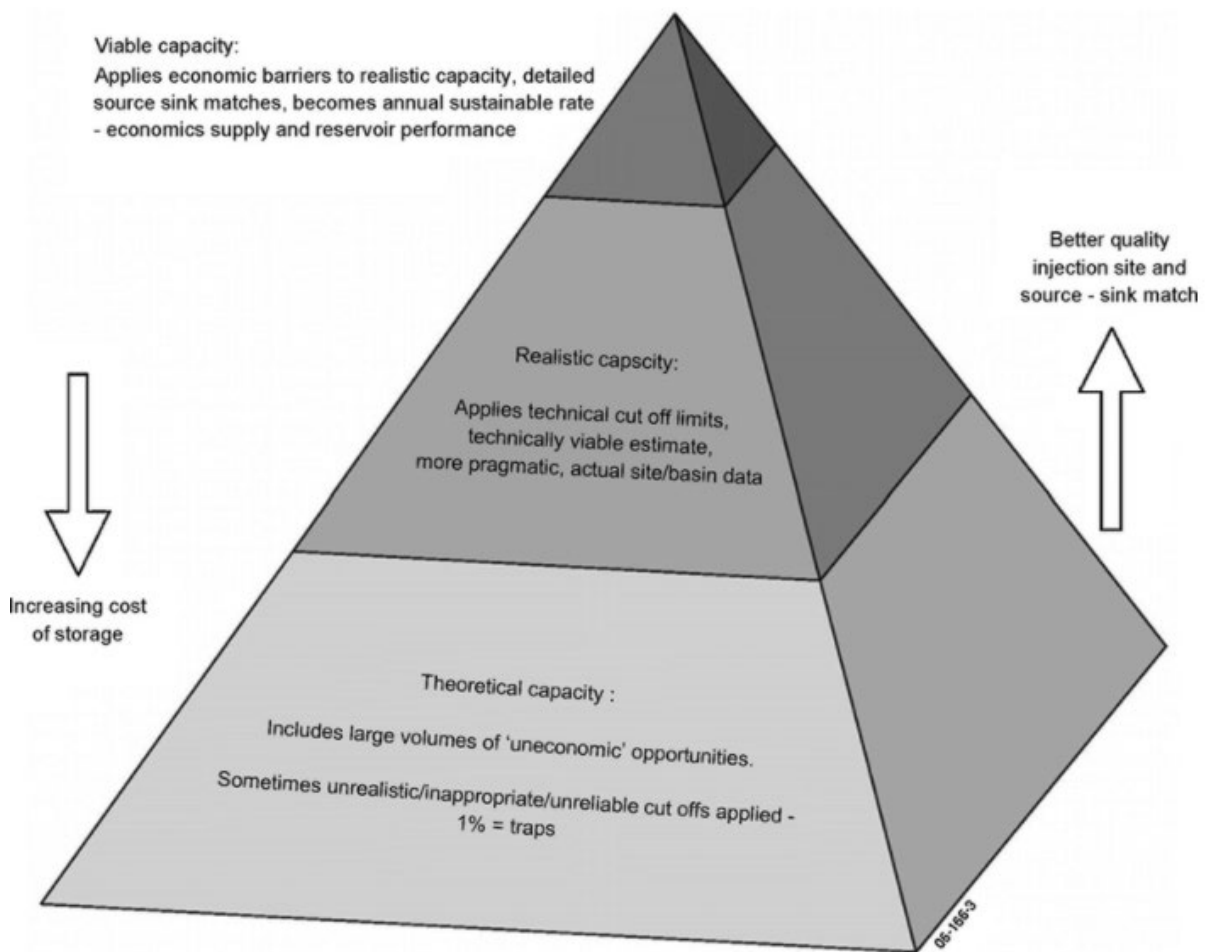 Viable capacity:
Applies economic barriers to realistic capacity, detailed
source sink matches, becomes annual sustainable rate
- economics supply and reservoir performance
Better quality
injection site and
source - sink match
Realistic capscity:
Applies technical cut off limits,
technically viable estimate,
more pragmatic, actual site/basin data
Increasing cost
of storage
Theoretical capacity :
Includes large volumes of 'uneconomic' opportunities.
Sometimes unrealistic/inappropriate/unreliable cut offs applied -
1% = traps
06-166-3